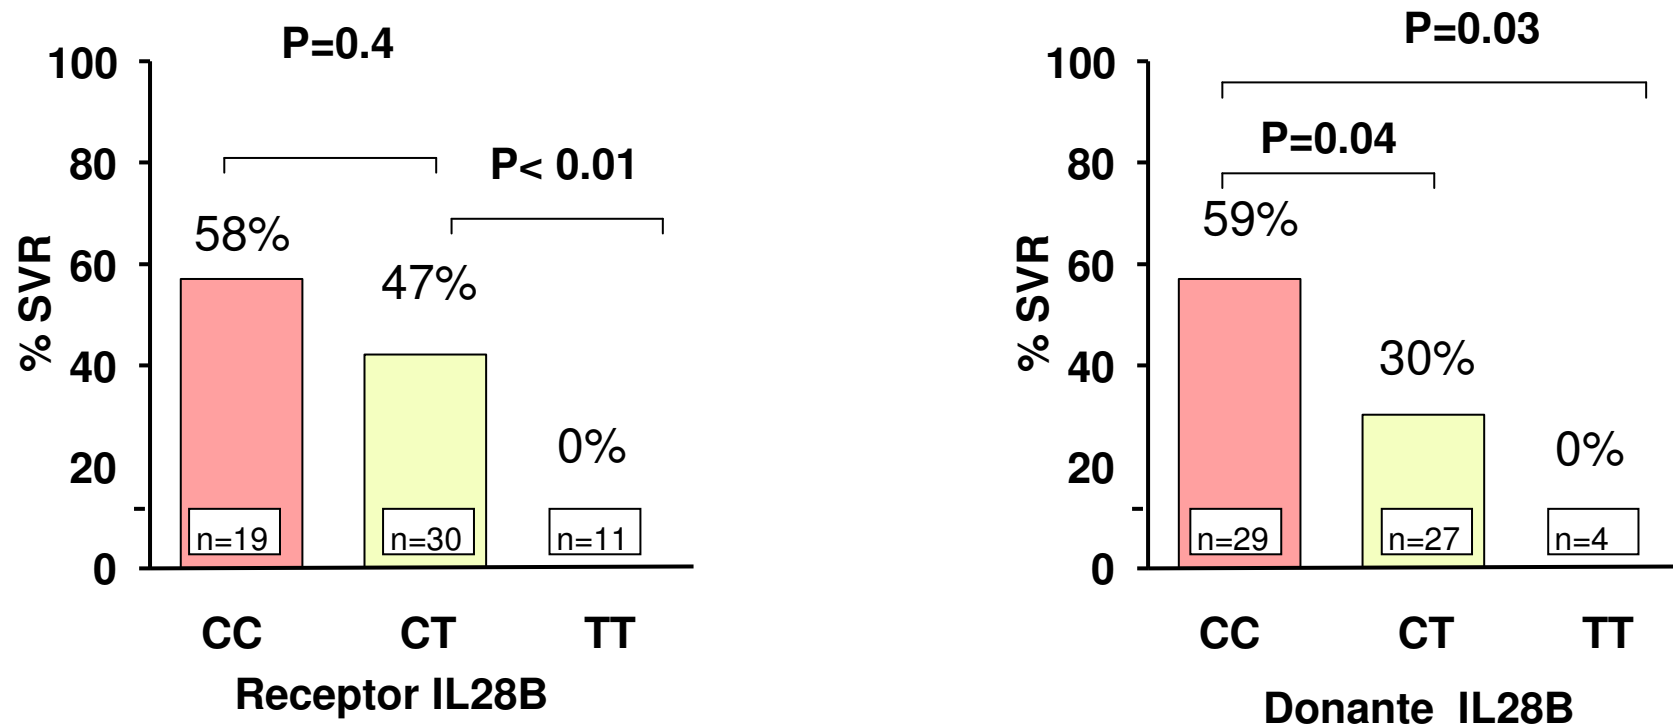 P=0.4
100
80
60
40
20
0
% SVR
P< 0.01
58%
47%
0%
n=19
n=30
n=11
CC
CT
TT
Receptor IL28B
P=0.03
100
80
60
40
20
0
% SVR
P=0.04
59%
30%
0%
n=29
n=27
n=4
CC
CT
TT
Donante IL28B